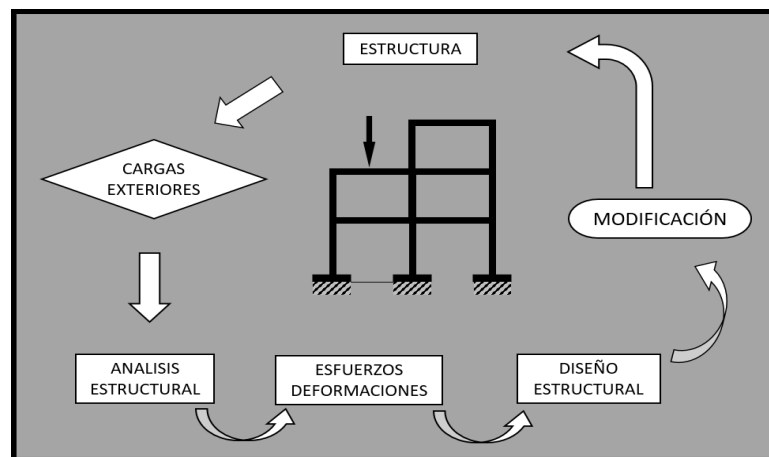 ESTRUCTURA
CARGAS
EXTERIORES
ANALISIS
ESTRUCTURAL
ESFUERZOS
DEFORMACIONES
DISEÑO
ESTRUCTURAL
MODIFICACIÓN